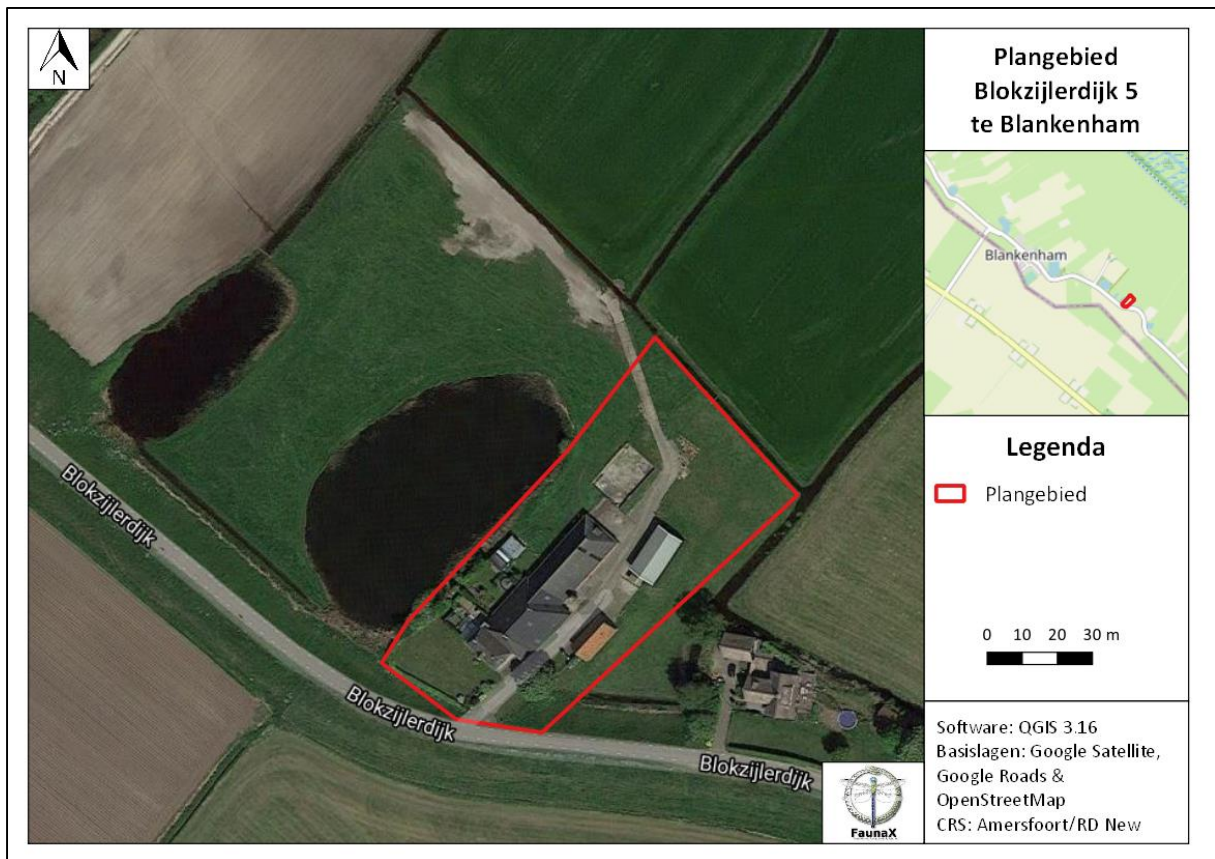 N
Plangebied
Blokzijlerdijk 5
te Blankenham
Blankenham
Legenda
Plangebied
0 10 20 30 m
Software: QGIS 3.16
Basislagen: Google Satellite,
Google Roads &
OpenStreetMap
CRS: Amersfoort/RD New
Blokzijlerdijk
Blokzijlerdijk
Blokzijlerdijk
FaunaX